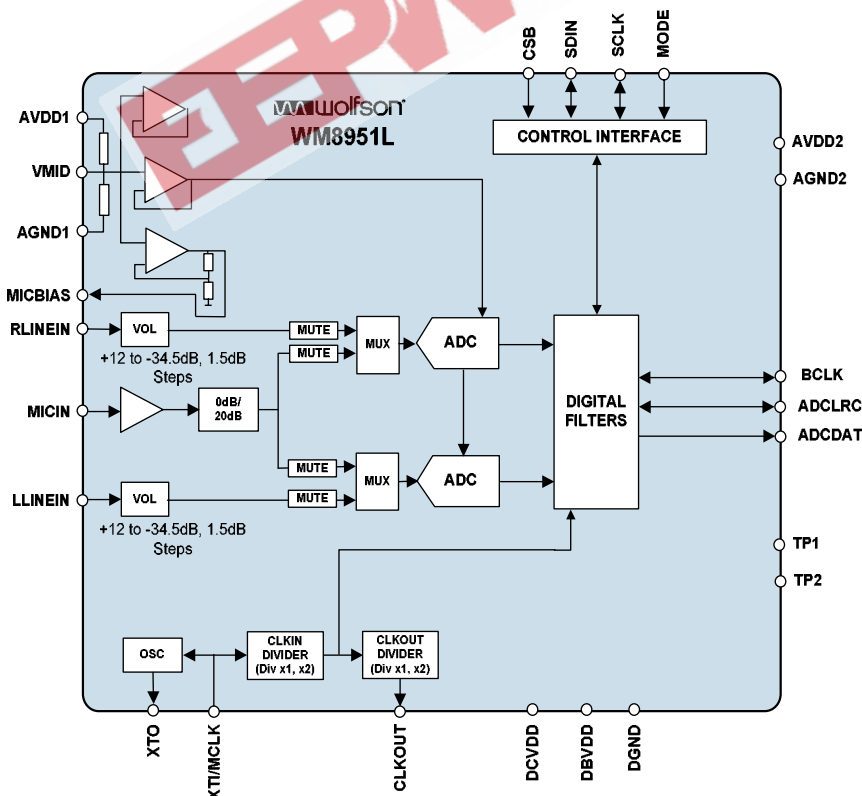 EEPW
CSB
SDIN
SCLK
MODE
wolfson
WM8951L
CONTROL INTERFACE
AVDD1
VMID
AGND1
MICBIAS
AVDD2
AGND2
RLINEIN
VOL
MUTE
MUTE
MUX
ADC
+12 to -34.5dB, 1.5dB
Steps
MICIN
0dB/
20dB
DIGITAL
FILTERS
BCLK
ADCLRC
ADCDAT
LLINEIN
VOL
MUTE
MUTE
MUX
ADC
+12 to -34.5dB, 1.5dB
Steps
TP1
TP2
OSC
CLKIN
DIVIDER
(Div x1, x2)
CLKOUT
DIVIDER
(Div x1, x2)
XTO
XTI/MCLK
CLKOUT
DCVDD
DBVDD
DGND